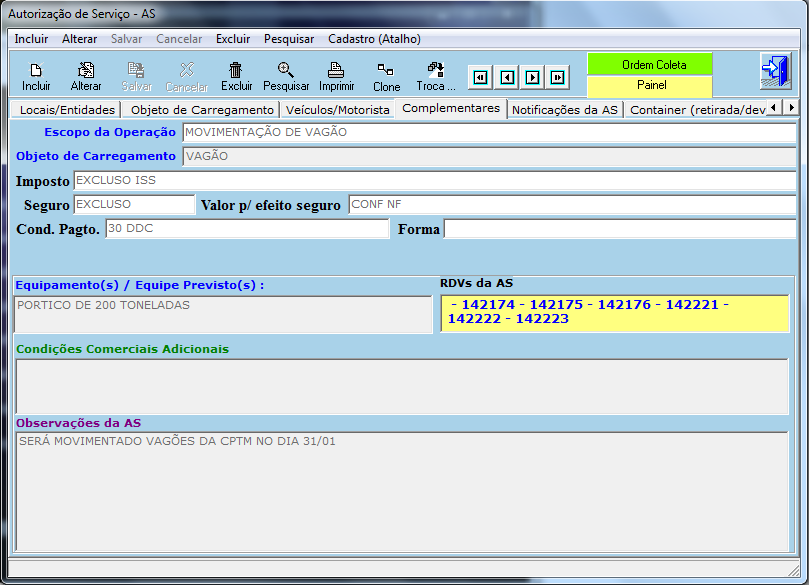 Autorização de Serviço - AS
Incluir Alterar Salvar Cancelar Excluir Pesquisar Cadastro (Atalho)
Incluir Alterar Salvar Cancelar Excluir Pesquisar Imprimir Clone Troca ...
Ordem Coleta
Painel
Locais/Entidades Objeto de Carregamento Veículos/Motorista Complementares Notificações da AS Container (retirada/dev
Escopo da Operação MOVIMENTAÇÃO DE VAGÃO
Objeto de Carregamento VAGÃO
Imposto EXCLUSO ISS
Seguro EXCLUSO Valor p/ efeito seguro CONF NF
Cond. Pagto. 30 DDC Forma
Equipamento(s) / Equipe Previsto(s) :
PORTICO DE 200 TONELADAS
RDVs da AS
- 142174 - 142175 - 142176 - 142221 -
142222 - 142223
Condições Comerciais Adicionais
Observações da AS
SERÁ MOVIMENTADO VAGÕES DA CPTM NO DIA 31/01